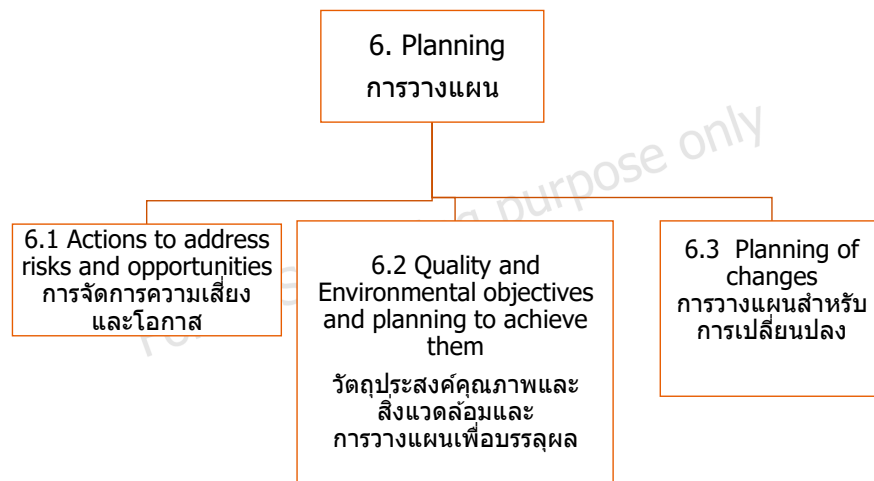 6. Planning
การวางแผน
6.1 Actions to address
risks and opportunities
การจัดการความเสี่ยง
และโอกาส
6.2 Quality and
Environmental objectives
and planning to achieve
them
วัตถุประสงค์คุณภาพและ
สิ่งแวดล้อมและ
การวางแผนเพื่อบรรลุผล
6.3 Planning of
changes
การวางแผนสำหรับ
การเปลี่ยนปลง
purpose only